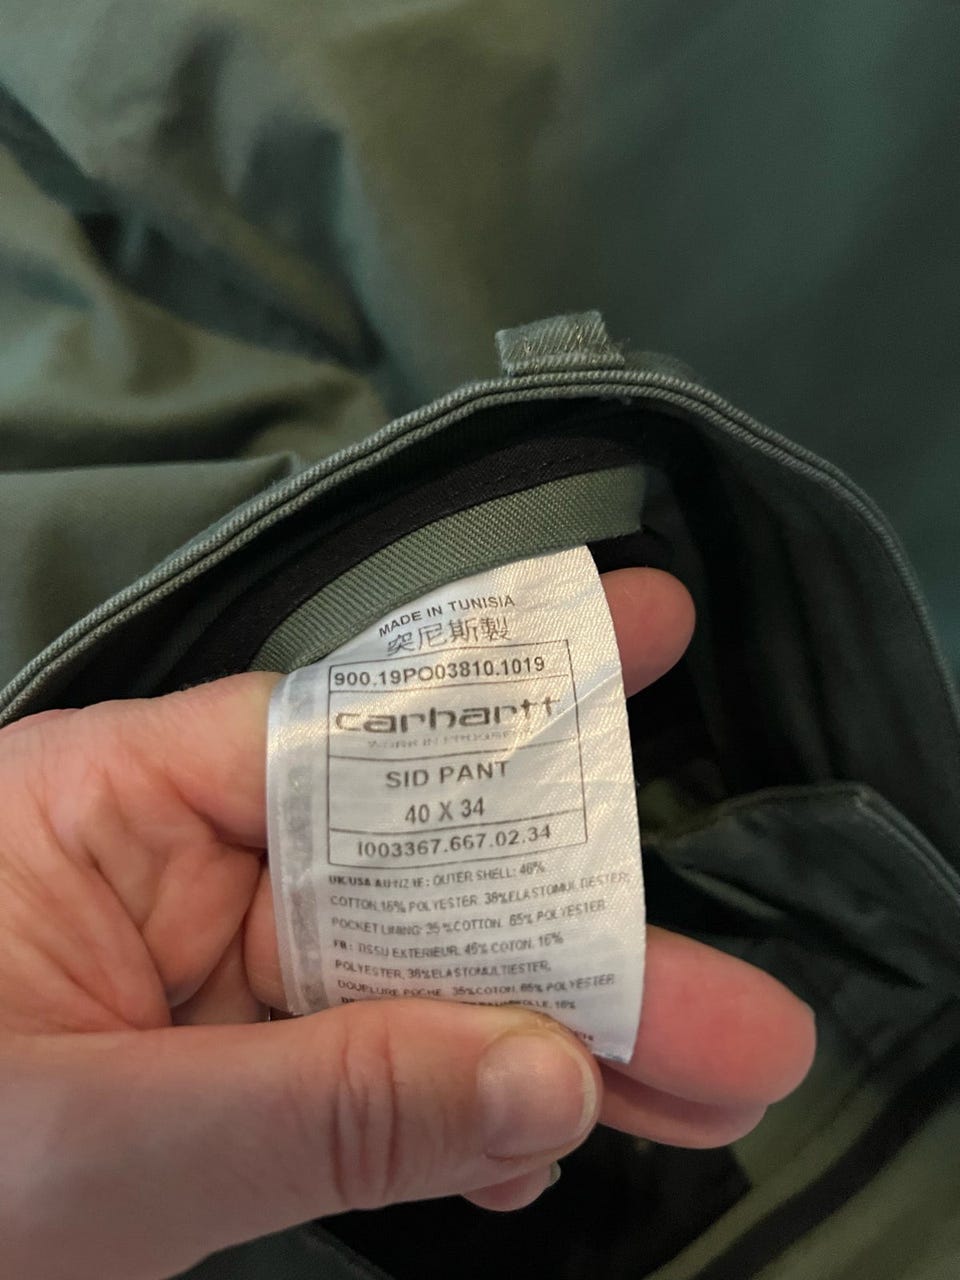 MADE IN TUNISIA
突尼斯製
900.19PO03810.1019
carhartt
WORK IN PROGRESS
SID PANT
40 X 34
I003367.667.02.34
UK/USA AU NZ IE : OUTER SHELL: 46%
COTTON,16% POLYESTER. 38%ELASTOMULTIESTER;
POCKET LINING: 35 %COTTON. 65% POLYESTER
FR : TISSU EXTERIEUR. 46% COTON. 16%
POLYESTER, 38%ELASTOMULTIESTER,
DOUPLURE POCHE. 35%COTON.65% POLYESTER
16%